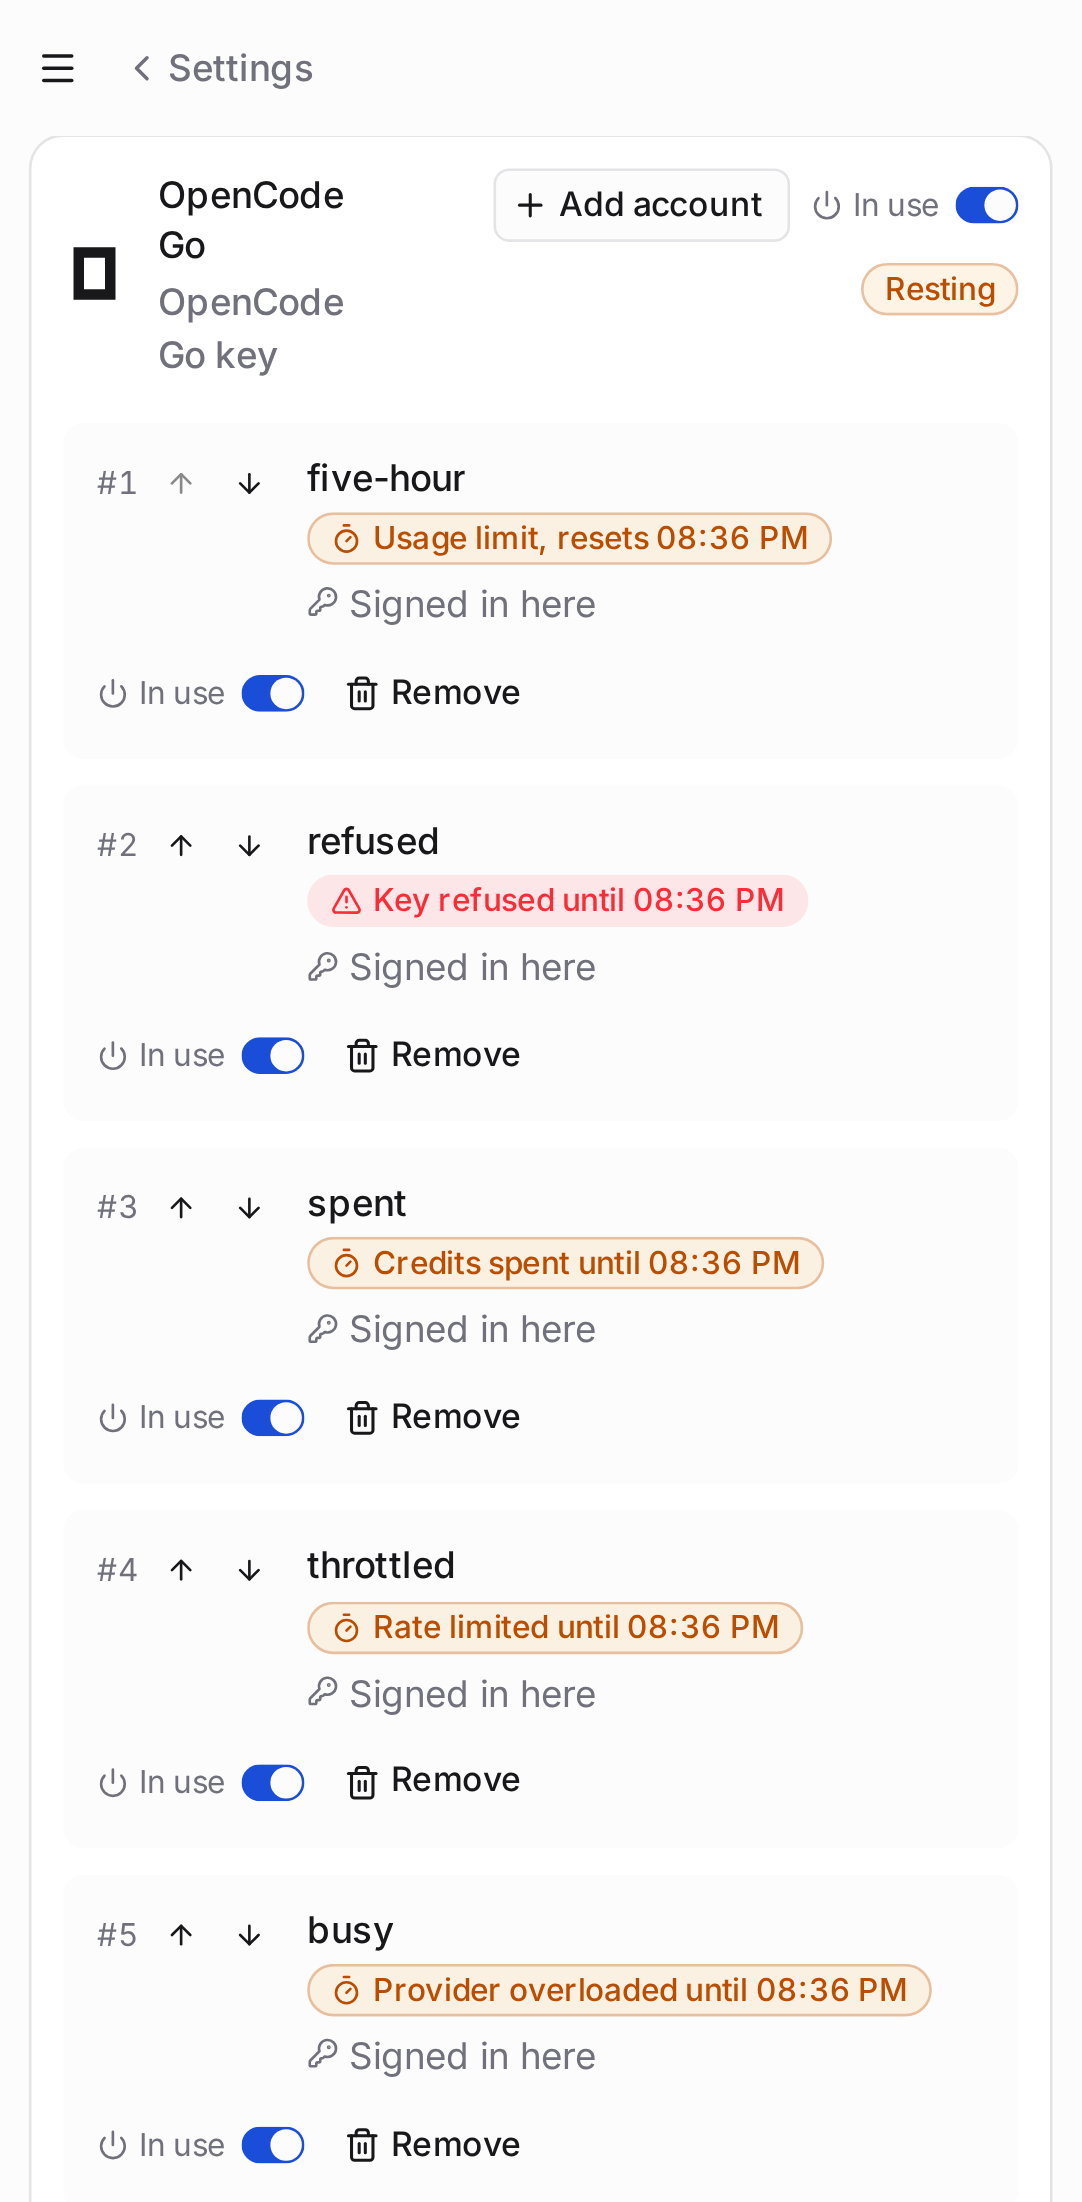 Settings
OpenCode
Go
OpenCode
Go key
Add account
In use
Resting
#1
five-hour
Usage limit, resets 08:36 PM
Signed in here
In use
Remove
#2
refused
Key refused until 08:36 PM
Signed in here
In use
Remove
#3
spent
Credits spent until 08:36 PM
Signed in here
In use
Remove
#4
throttled
Rate limited until 08:36 PM
Signed in here
In use
Remove
#5
busy
Provider overloaded until 08:36 PM
Signed in here
In use
Remove